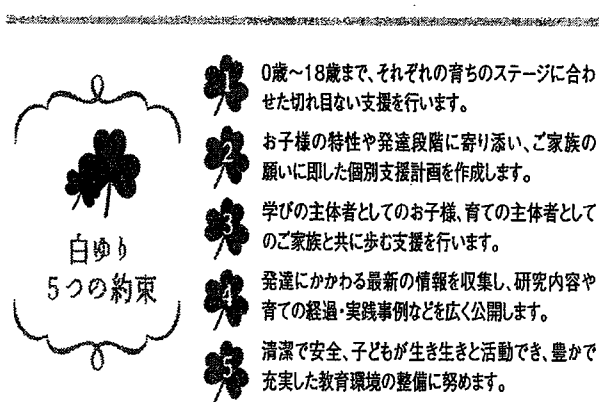 白ゆり
5つの約束
1
0歳～18歳まで、それぞれの育ちのステージに合わ
せた切れ目ない支援を行います。
2
お子様の特性や発達段階に寄り添い、ご家族の
願いに即した個別支援計画を作成します。
3
学びの主体者としてのお子様、育ての主体者として
のご家族と共に歩む支援を行います。
4
発達にかかわる最新の情報を収集し、研究内容や
育ての経過・実践事例などを広く公開します。
5
清潔で安全、子どもが生き生きと活動でき、豊かで
充実した教育環境の整備に努めます。